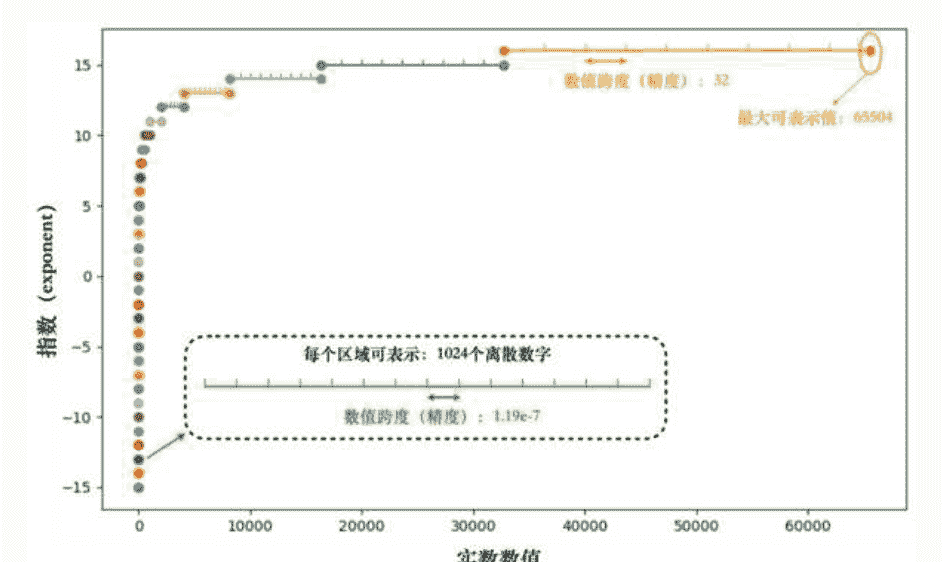 15
10
5
0
−5
−10
−15
指数（exponent）
数值跨度（精度）：32
最大可表示值：65504
每个区域可表示：1024个离散数字
数值跨度（精度）：1.19e-7
0 10000 20000 30000 40000 50000 60000
实数数值